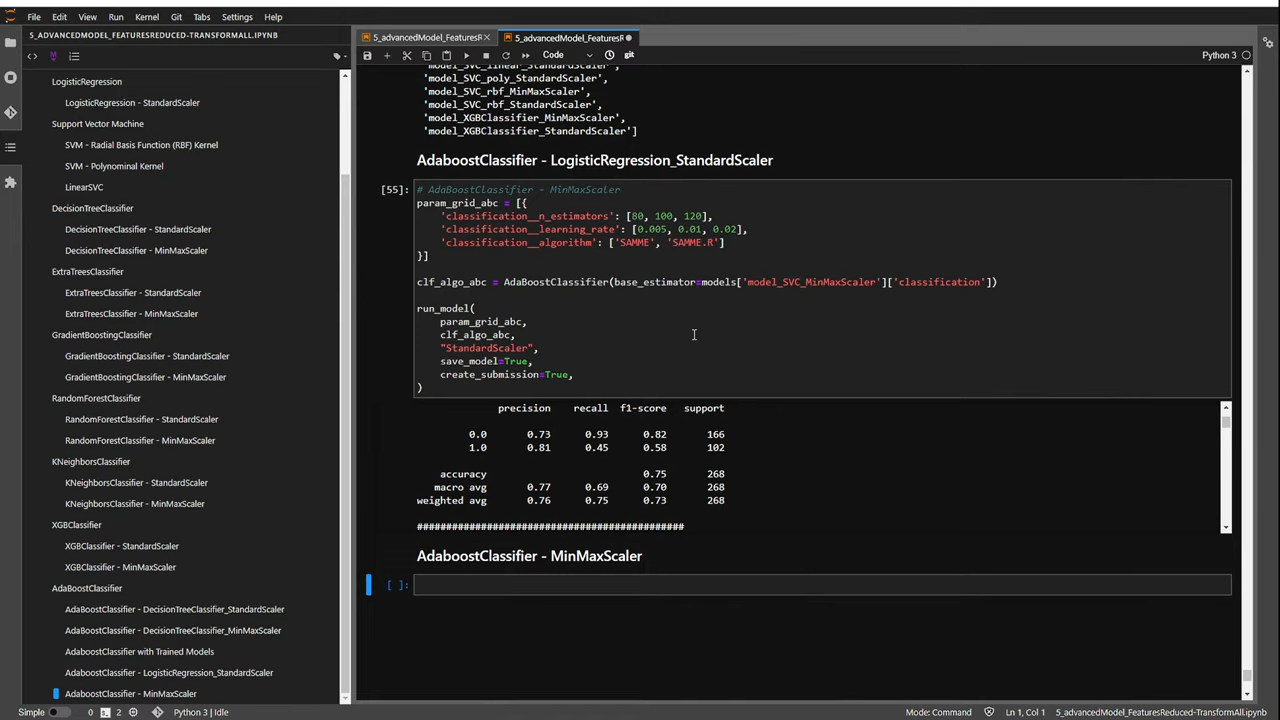 File Edit View Run Kernel Git Tabs Settings Help
5_ADVANCEDMODEL_FEATURESREDUCED-TRANSFORMALL.IPYNB
5_advancedModel_FeaturesR
5_advancedModel_FeaturesR
Code
git
Python 3
LogisticRegression
LogisticRegression - StandardScaler
Support Vector Machine
SVM - Radial Basis Function (RBF) Kernel
SVM - Polynominal Kernel
LinearSVC
DecisionTreeClassifier
DecisionTreeClassifier - StandardScaler
DecisionTreeClassifier - MinMaxScaler
ExtraTreesClassifier
ExtraTreesClassifier - StandardScaler
ExtraTreesClassifier - MinMaxScaler
GradientBoostingClassifier
GradientBoostingClassifier - StandardScaler
GradientBoostingClassifier - MinMaxScaler
RandomForestClassifier
RandomForestClassifier - StandardScaler
RandomForestClassifier - MinMaxScaler
KNeighborsClassifier
KNeighborsClassifier - StandardScaler
KNeighborsClassifier - MinMaxScaler
XGBClassifier
XGBClassifier - StandardScaler
XGBClassifier - MinMaxScaler
AdaBoostClassifier
AdaBoostClassifier - DecisionTreeClassifier_StandardScaler
AdaBoostClassifier - DecisionTreeClassifier_MinMaxScaler
AdaboostClassifier with Trained Models
AdaboostClassifier - LogisticRegression_StandardScaler
AdaboostClassifier - MinMaxScaler
'model_SVC_linear_StandardScaler',
'model_SVC_poly_StandardScaler',
'model_SVC_rbf_MinMaxScaler',
'model_SVC_rbf_StandardScaler',
'model_XGBClassifier_MinMaxScaler',
'model_XGBClassifier_StandardScaler']
AdaboostClassifier - LogisticRegression_StandardScaler
[55]: # AdaBoostClassifier - MinMaxScaler
param_grid_abc = [{
'classification__n_estimators': [80, 100, 120],
'classification__learning_rate': [0.005, 0.01, 0.02],
'classification__algorithm': ['SAMME', 'SAMME.R']
}]
clf_algo_abc = AdaBoostClassifier(base_estimator=models['model_SVC_MinMaxScaler']['classification'])
run_model(
param_grid_abc,
clf_algo_abc,
"StandardScaler",
save_model=True,
create_submission=True,
)
precision recall f1-score support
0.0 0.73 0.93 0.82 166
1.0 0.81 0.45 0.58 102
accuracy 0.75 268
macro avg 0.77 0.69 0.70 268
weighted avg 0.76 0.75 0.73 268
##############################################
AdaboostClassifier - MinMaxScaler
[ ]:
Simple 0 2 Python 3 | Idle Mode: Command Ln 1, Col 1 5_advancedModel_FeaturesReduced-TransformAll.ipynb